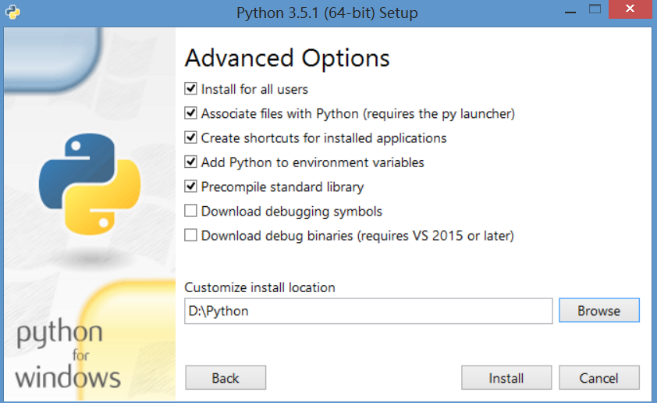 Python 3.5.1 (64-bit) Setup
Advanced Options
Install for all users
Associate files with Python (requires the py launcher)
Create shortcuts for installed applications
Add Python to environment variables
Precompile standard library
Download debugging symbols
Download debug binaries (requires VS 2015 or later)
Customize install location
D:\Python
Browse
python
for
windows
Back
Install
Cancel